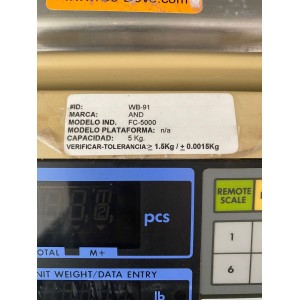 #ID: WB-91
MARCA: AND
MODELO IND. FC-5000
MODELO PLATAFORMA: n/a
CAPACIDAD: 5 Kg.
VERIFICAR-TOLERANCIA ≥ 1.5Kg / ± 0.0015Kg
pcs
REMOTE
SCALE
TOTAL M+
1
6
UNIT WEIGHT/DATA ENTRY
lb